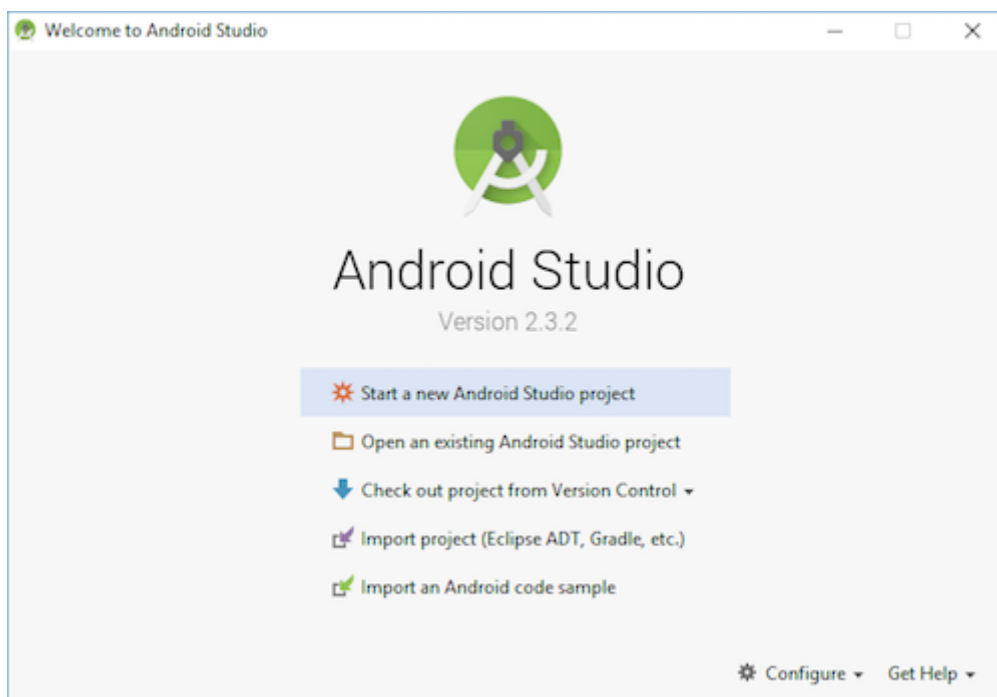 Welcome to Android Studio
Android Studio
Version 2.3.2
Start a new Android Studio project
Open an existing Android Studio project
Check out project from Version Control
Import project (Eclipse ADT, Gradle, etc.)
Import an Android code sample
Configure Get Help